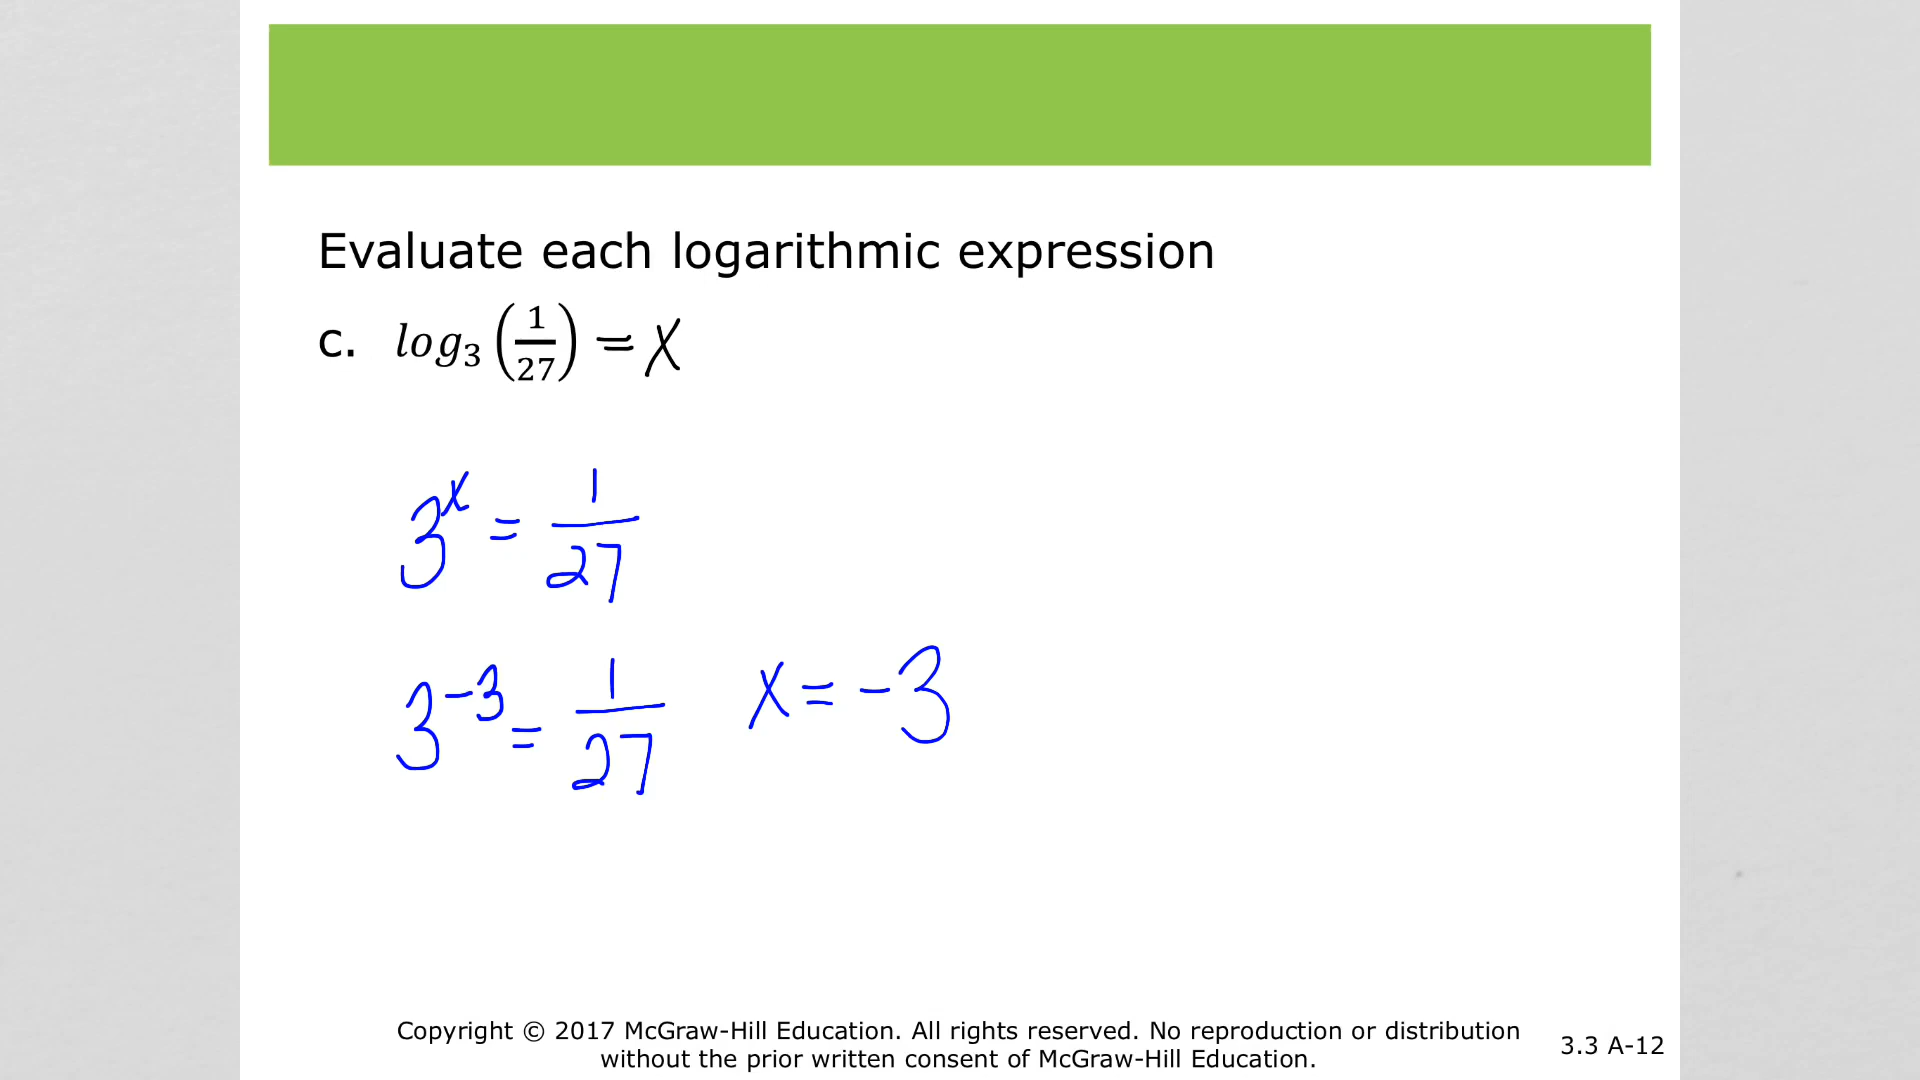 Evaluate each logarithmic expression
c. log₃ (1/27) = x
3ˣ = 1/27
3⁻³ = 1/27 x = -3
Copyright © 2017 McGraw-Hill Education. All rights reserved. No reproduction or distribution
without the prior written consent of McGraw-Hill Education.
3.3 A-12